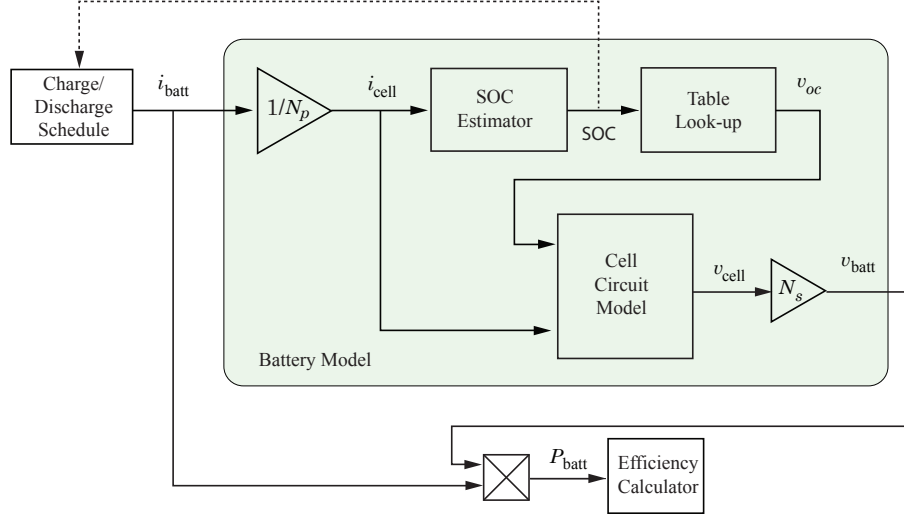 Charge/
Discharge
Schedule
i_batt
1/N_p
i_cell
SOC
Estimator
SOC
Table
Look-up
v_oc
Cell
Circuit
Model
v_cell
N_s
v_batt
Battery Model
P_batt
Efficiency
Calculator